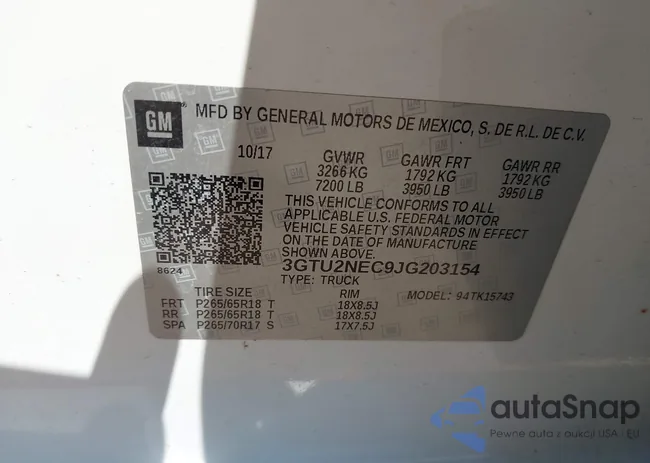 GM
MFD BY GENERAL MOTORS DE MEXICO, S. DE R.L. DE C.V.
10/17 GVWR GAWR FRT GAWR RR
3266 KG 1792 KG 1792 KG
7200 LB 3950 LB 3950 LB
THIS VEHICLE CONFORMS TO ALL
APPLICABLE U.S. FEDERAL MOTOR
VEHICLE SAFETY STANDARDS IN EFFECT
ON THE DATE OF MANUFACTURE
SHOWN ABOVE.
8624 3GTU2NEC9JG203154
TYPE: TRUCK
TIRE SIZE RIM MODEL: 94TK15743
FRT P265/65R18 T 18X8.5J
RR P265/65R18 T 18X8.5J
SPA P265/70R17 S 17X7.5J
autaSnap
Pewne auta z aukcji USA - EU